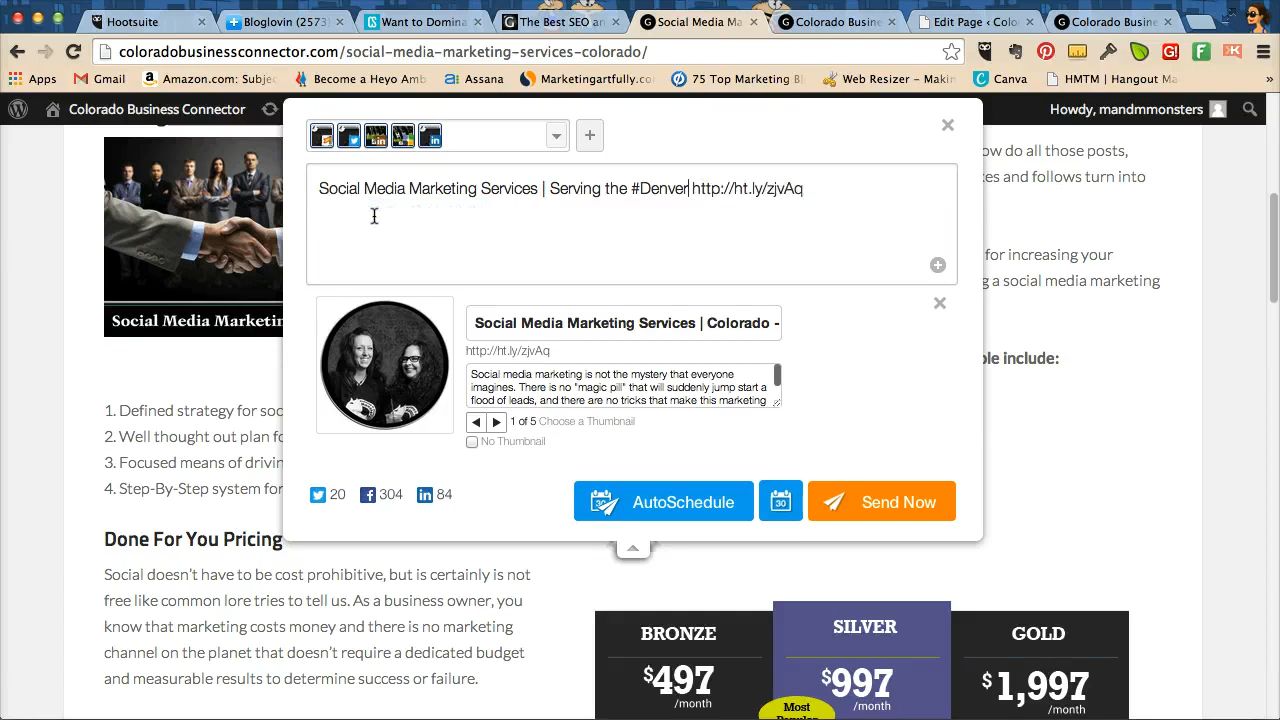 Hootsuite
Bloglovin (2573)
Want to Domina
The Best SEO an
Social Media Ma
Colorado Busine
Edit Page ‹ Colo
Colorado Busine
coloradobusinessconnector.com/social-media-marketing-services-colorado/
Apps
Gmail
Amazon.com: Subje
Become a Heyo Amb
Assana
Marketingartfully.com
75 Top Marketing B
Web Resizer - Makin
Canva
HMTM | Hangout Ma
»
Colorado Business Connector
Howdy, mandmmonsters
Social Media Marketing Services | Serving the #Denver http://ht.ly/zjvAq
Social Media Marketing Services | Colorado -
http://ht.ly/zjvAq
Social media marketing is not the mystery that everyone
imagines. There is no "magic pill" that will suddenly jump start a
flood of leads, and there are no tricks that make this marketing
1 of 5 Choose a Thumbnail
No Thumbnail
20
304
84
30
AutoSchedule
30
Send Now
Social Media Marketin
ow do all those posts,
kes and follows turn into
for increasing your
g a social media marketing
le include:
1. Defined strategy for soc
2. Well thought out plan fo
3. Focused means of drivin
4. Step-By-Step system for
Done For You Pricing
Social doesn't have to be cost prohibitive, but is certainly is not
free like common lore tries to tell us. As a business owner, you
know that marketing costs money and there is no marketing
channel on the planet that doesn't require a dedicated budget
and measurable results to determine success or failure.
BRONZE
$497
/month
SILVER
$997
/month
Most
GOLD
$1,997
/month